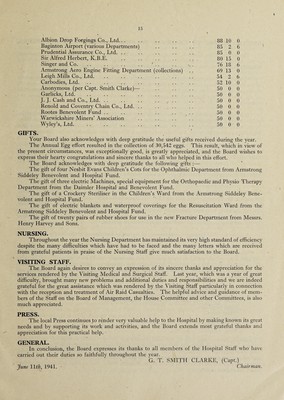 13
Albion Drop Forgings Co., Ltd. .. .. .. .. .. 88 10 0
Baginton Airport (various Departments) .. .. .. .. 85 2 6
Prudential Assurance Co., Ltd. .. .. .. .. .. 85 0 0
Sir Alfred Herbert, K.B.E. .. .. .. .. .. 80 15 0
Singer and Co. .. .. .. .. .. .. 76 18 6
Armstrong Aero Engine Fitting Department (collections) .. .. 69 13 0
Leigh Mills Co., Ltd. .. .. .. .. .. .. 54 2 6
Carbodies, Ltd. .. .. .. .. .. .. 52 10 0
Anonymous (per Capt. Smith Clarke)— .. .. .. .. 50 0 0
Garlicks, Ltd. .. .. .. .. .. .. 50 0 0
J. J. Cash and Co., Ltd. .. .. .. .. .. 50 0 0
Renold and Coventry Chain Co., Ltd. .. .. .. .. 50 0 0
Rootes Benevolent Fund .. .. .. .. .. .. 50 0 0
Warwickshire Miners' Association .. .. .. .. 50 0 0
Wyley's, Ltd. .. .. .. .. .. .. 50 0 0
GIFTS.
Your Board also acknowledges with deep gratitude the useful gifts received during the year.
The Annual Egg effort resulted in the collection of 30,342 eggs. This result, which in view of
the present circumstances, was exceptionally good, is greatly appreciated, and the Board wishes to
express their hearty congratulations and sincere thanks to all who helped in this effort.
The Board acknowledges with deep gratitude the following gifts:—
The gift of four Nesbit Evans Children's Cots for the Ophthalmic Department from Armstrong
Siddeley Benevolent and Hospital Fund.
The gift of three electric Machines, special equipment for the Orthopaedic and Physio Therapy
Department from the Daimler Hospital and Benevolent Fund.
The gift of a Crockery Steriliser in the Children's Ward from the Armstrong Siddeley Bene-
volent and Hospital Fund.
The gift of electric blankets and waterproof coverings for the Resuscitation Ward from the
Armstrong Siddeley Benevolent and Hospital Fund.
The gift of twenty pairs of rubber shoes for use in the new Fracture Department from Messrs.
Henry Harvey and Sons.
NURSING.
Throughout the year the Nursing Department has maintained its very high standard of efficiency
despite the many difficulties which have had to be faced and the many letters which are received
from grateful patients in praise of the Nursing Staff give much satisfaction to the Board.
VISITING STAFF.
The Board again desires to convey an expression of its sincere thanks and appreciation for the
services rendered by the Visiting Medical and Surgical Staff. Last year, which was a year of great
difficulty, brought many new problems and additional duties and responsibilities and we are indeed
grateful for the great assistance which was rendered by the Visiting Staff particularly in connection
with the reception and treatment of Air Raid Casualties. The helpful advice and guidance of mem-
bers of the Staff on the Board of Management, the House Committee and other Committees, is also
much appreciated.
PRESS.
The local Press continues to render very valuable help to the Hospital by making known its great
needs and by supporting its work and activities, and the Board extends most grateful thanks and
appreciation for this practical help.
GENERAL.
In conclusion, the Board expresses its thanks to all members of the Hospital Staff who have
carried out their duties so faithfully throughout the year.
G. T. SMITH CLARKE, (Capt.)
June 11th, 1941. Chairman.